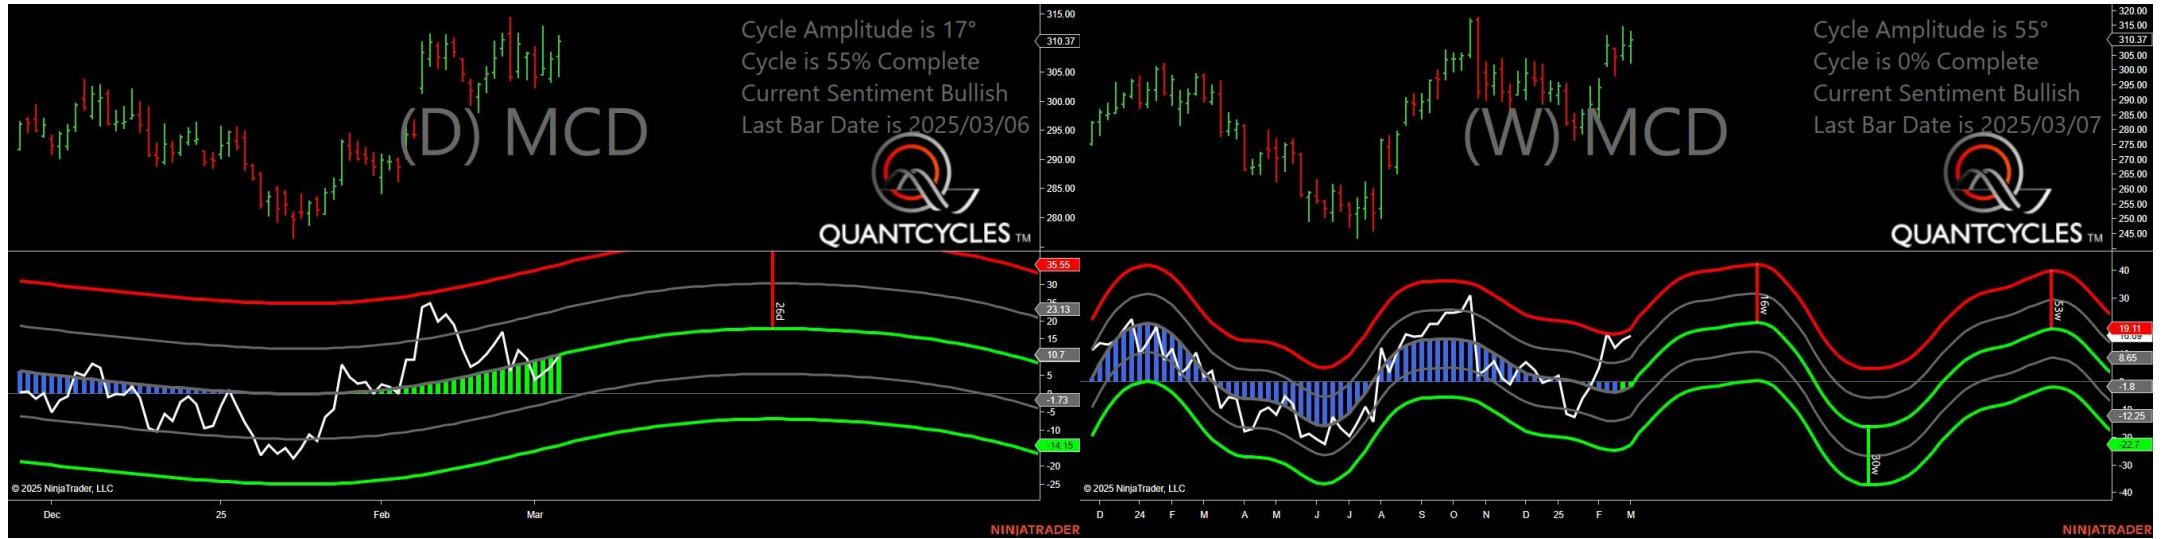 Cycle Amplitude is 17°
Cycle is 55% Complete
Current Sentiment Bullish
Last Bar Date is 2025/03/06
(D) MCD
QUANTCYCLES TM
315.00
310.37
305.00
300.00
295.00
290.00
285.00
280.00
35.55
30
25
23.13
20
15
10.7
5
-1.73
-5
-10
-14.15
-20
-25
26d
© 2025 NinjaTrader, LLC
Dec
25
Feb
Mar
NINJATRADER
Cycle Amplitude is 55°
Cycle is 0% Complete
Current Sentiment Bullish
Last Bar Date is 2025/03/07
(W) MCD
QUANTCYCLES TM
320.00
315.00
310.37
305.00
300.00
295.00
290.00
285.00
280.00
275.00
270.00
265.00
260.00
255.00
250.00
245.00
40
30
19.11
16.09
8.65
-1.8
-12.25
-22.7
-30
-40
16w
53w
30w
© 2025 NinjaTrader, LLC
D 24 F M A M J J A S O N D 25 F M
NINJATRADER